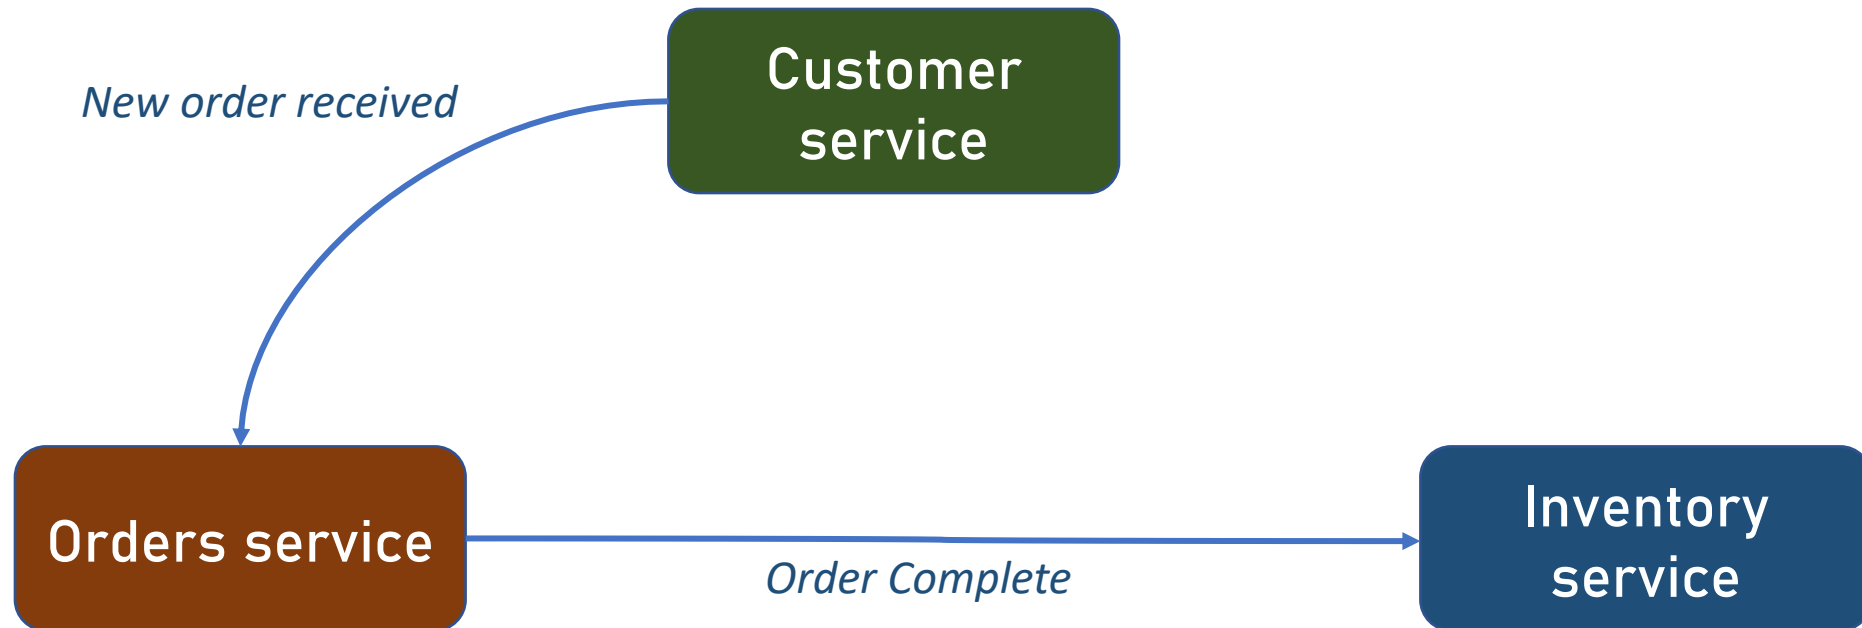 Customer
service
New order received
Orders service
Order Complete
Inventory
service